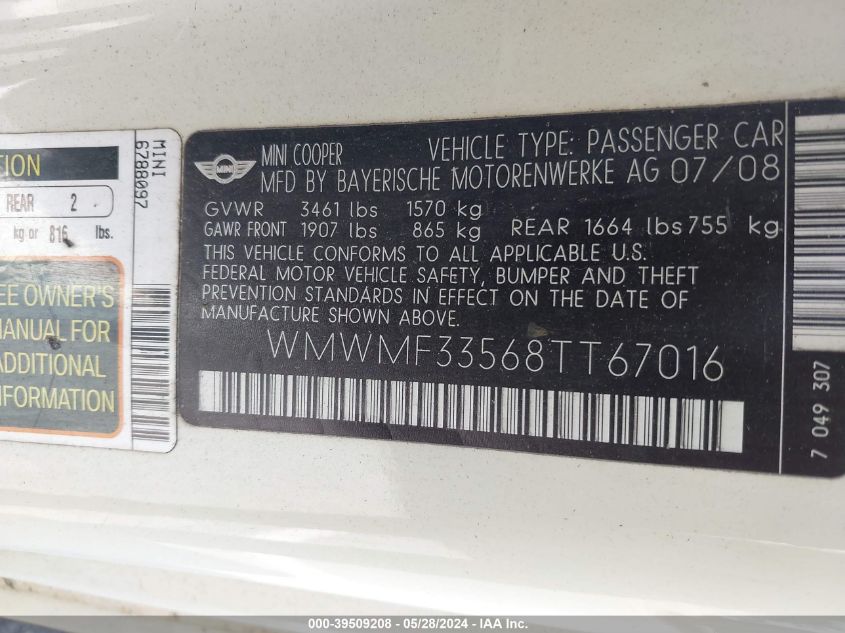 TION
REAR 2
kg or 816 lbs.
EE OWNER'S
MANUAL FOR
ADDITIONAL
INFORMATION
MINI
6788097
MINI
MINI COOPER VEHICLE TYPE: PASSENGER CAR
MFD BY BAYERISCHE MOTORENWERKE AG 07/08
GVWR 3461 lbs 1570 kg
GAWR FRONT 1907 lbs 865 kg REAR 1664 lbs 755 kg
THIS VEHICLE CONFORMS TO ALL APPLICABLE U.S.
FEDERAL MOTOR VEHICLE SAFETY, BUMPER AND THEFT
PREVENTION STANDARDS IN EFFECT ON THE DATE OF
MANUFACTURE SHOWN ABOVE.
WMWMF33568TT67016
7 049 307
000-39509208 - 05/28/2024 - IAA Inc.